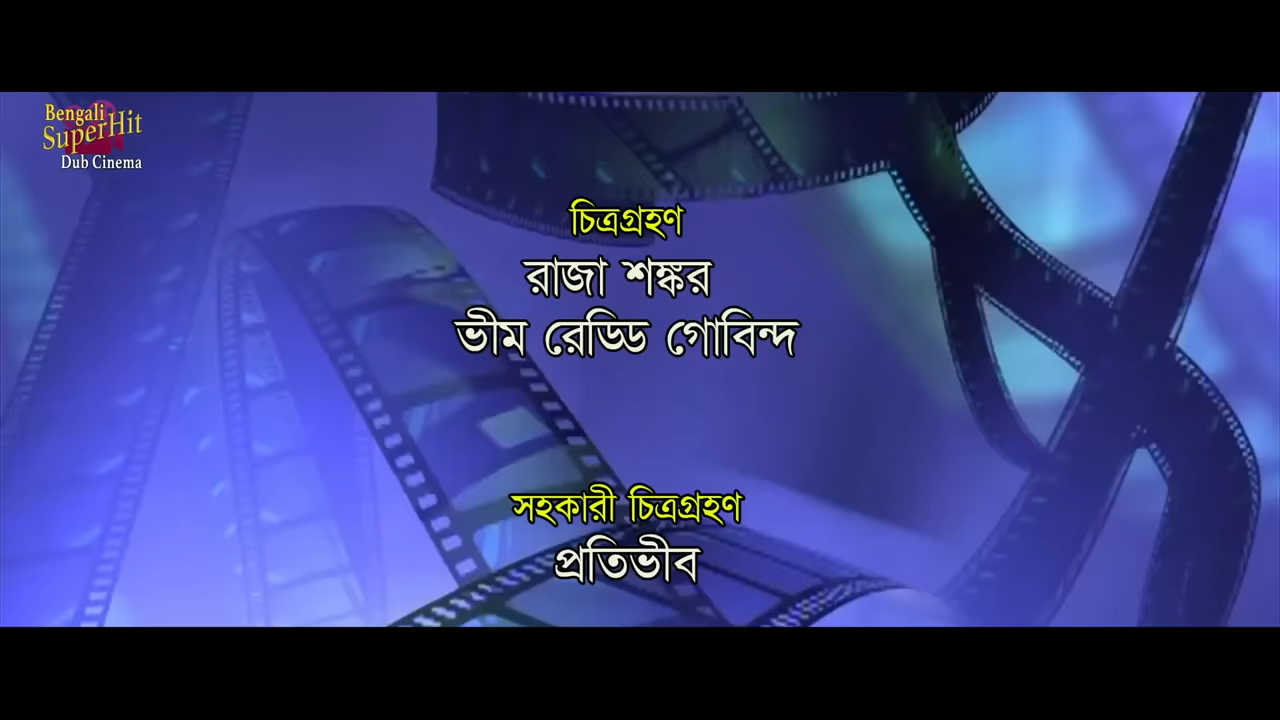 Bengali
SuperHit
Dub Cinema
চিত্রগ্রহণ
রাজা শঙ্কর
ভীম রেড্ডি গোবিন্দ
সহকারী চিত্রগ্রহণ
প্রতিভীব